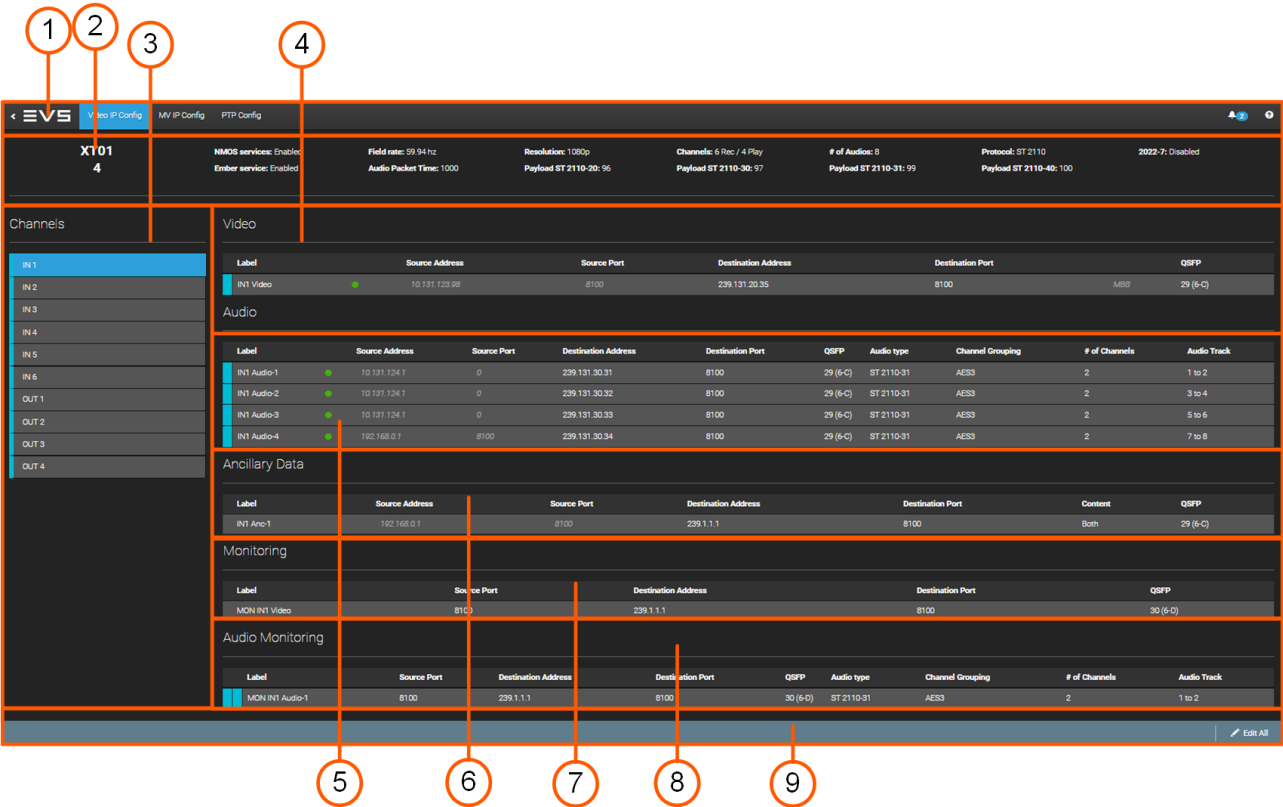 1 2 3 4
EVS Video IP Config MV IP Config PTP Config 2 ?
XT01 NMOS services: Enabled Field rate: 59.94 hz Resolution: 1080p Channels: 6 Rec / 4 Play # of Audios: 8 Protocol: ST 2110 2022-7: Disabled
4 Ember service: Enabled Audio Packet Time: 1000 Payload ST 2110-20: 96 Payload ST 2110-30: 97 Payload ST 2110-31: 99 Payload ST 2110-40: 100
Channels
IN 1
IN 2
IN 3
IN 4
IN 5
IN 6
OUT 1
OUT 2
OUT 3
OUT 4
Video
Label Source Address Source Port Destination Address Destination Port QSFP
IN1 Video 10.131.123.98 8100 239.131.20.35 8100 MBB 29 (6-C)
Audio
Label Source Address Source Port Destination Address Destination Port QSFP Audio type Channel Grouping # of Channels Audio Track
IN1 Audio-1 10.131.124.1 0 239.131.30.31 8100 29 (6-C) ST 2110-31 AES3 2 1 to 2
IN1 Audio-2 10.131.124.1 0 239.131.30.32 8100 29 (6-C) ST 2110-31 AES3 2 3 to 4
IN1 Audio-3 10.131.124.1 0 239.131.30.33 8100 29 (6-C) ST 2110-31 AES3 2 5 to 6
IN1 Audio-4 192.168.0.1 8100 239.131.30.34 8100 29 (6-C) ST 2110-31 AES3 2 7 to 8
Ancillary Data
Label Source Address Source Port Destination Address Destination Port Content QSFP
IN1 Anc-1 192.168.0.1 8100 239.1.1.1 8100 Both 29 (6-C)
Monitoring
Label Source Port Destination Address Destination Port QSFP
MON IN1 Video 8100 239.1.1.1 8100 30 (6-D)
Audio Monitoring
Label Source Port Destination Address Destination Port QSFP Audio type Channel Grouping # of Channels Audio Track
MON IN1 Audio-1 8100 239.1.1.1 8100 30 (6-D) ST 2110-31 AES3 2 1 to 2
Edit All
5 6 7 8 9